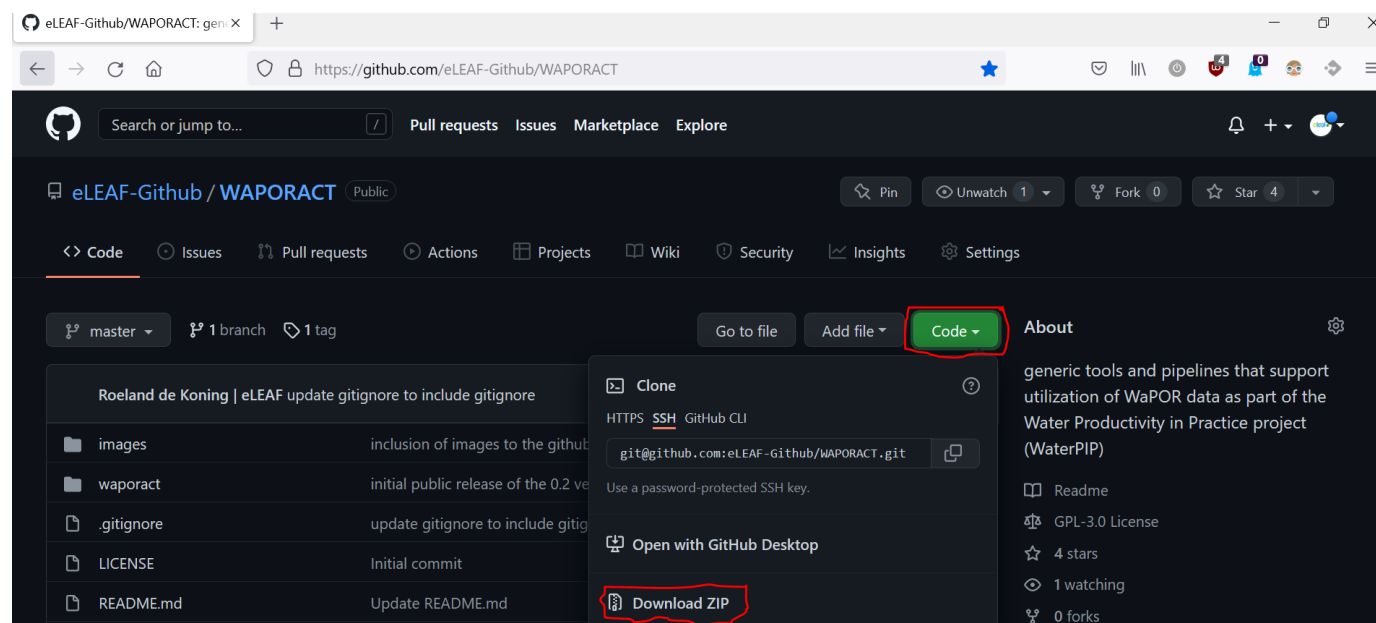 eLEAF-Github/WAPORACT: gene
https://github.com/eLEAF-Github/WAPORACT
4
0
Search or jump to...
/
Pull requests Issues Marketplace Explore
eLEAF-Github / WAPORACT Public
Pin
Unwatch 1
Fork 0
Star 4
Code Issues Pull requests Actions Projects Wiki Security Insights Settings
master 1 branch 1 tag
Go to file Add file Code
About
generic tools and pipelines that support
utilization of WaPOR data as part of the
Water Productivity in Practice project
(WaterPIP)
Readme
GPL-3.0 License
4 stars
1 watching
0 forks
Roeland de Koning | eLEAF update gitignore to include gitignore
images inclusion of images to the github
waporact initial public release of the 0.2 ve
.gitignore update gitignore to include gitig
LICENSE Initial commit
README.md Update README.md
Clone
HTTPS SSH GitHub CLI
git@github.com:eLEAF-Github/WAPORACT.git
Use a password-protected SSH key.
Open with GitHub Desktop
Download ZIP